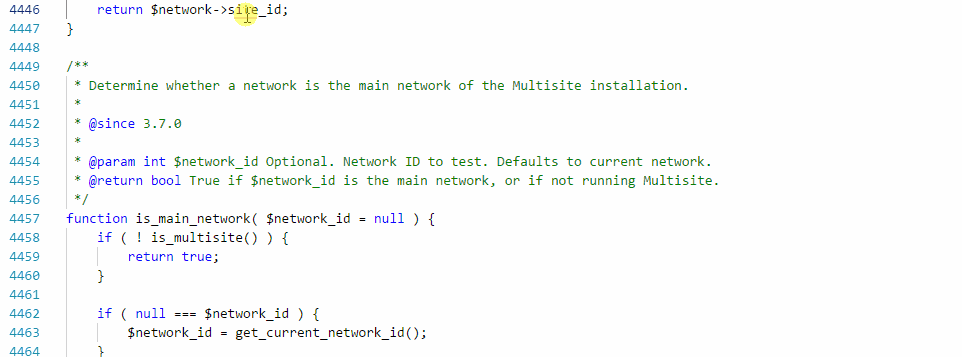 4446 return $network->site_id;
4447 }
4448
4449 /**
4450 * Determine whether a network is the main network of the Multisite installation.
4451 *
4452 * @since 3.7.0
4453 *
4454 * @param int $network_id Optional. Network ID to test. Defaults to current network.
4455 * @return bool True if $network_id is the main network, or if not running Multisite.
4456 */
4457 function is_main_network( $network_id = null ) {
4458 if ( ! is_multisite() ) {
4459 return true;
4460 }
4461
4462 if ( null === $network_id ) {
4463 $network_id = get_current_network_id();
4464 }